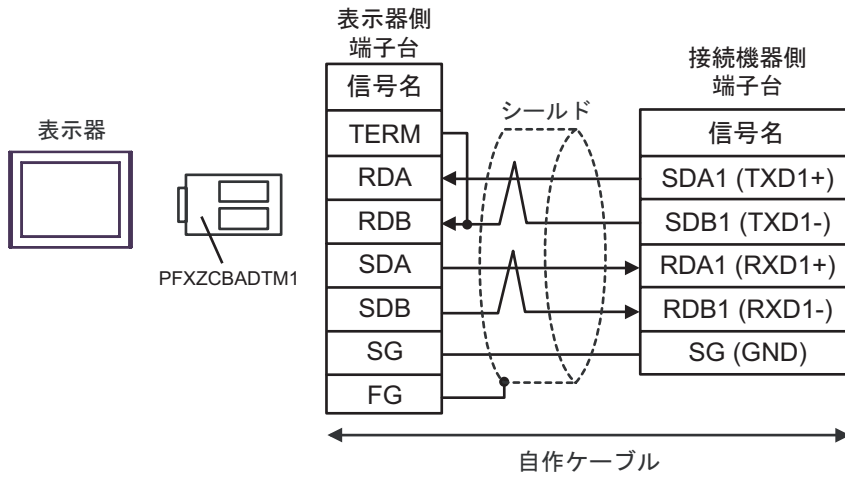 表示器
PFXZCBADTM1
表示器側
端子台
信号名
TERM
RDA
RDB
SDA
SDB
SG
FG
シールド
接続機器側
端子台
信号名
SDA1 (TXD1+)
SDB1 (TXD1-)
RDA1 (RXD1+)
RDB1 (RXD1-)
SG (GND)
自作ケーブル